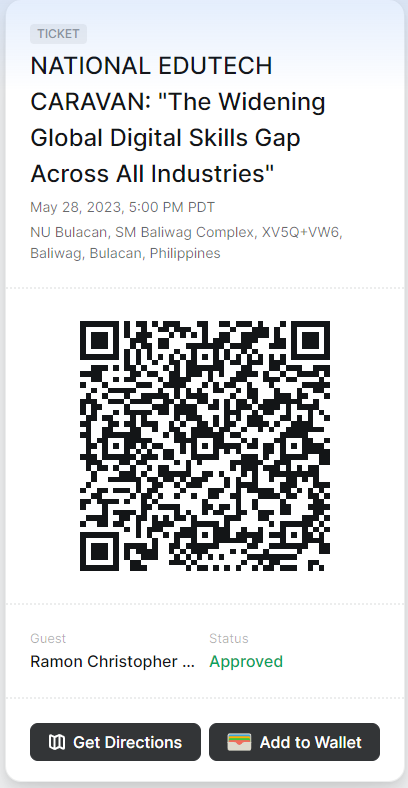 TICKET
NATIONAL EDUTECH
CARAVAN: "The Widening
Global Digital Skills Gap
Across All Industries"
May 28, 2023, 5:00 PM PDT
NU Bulacan, SM Baliwag Complex, XV5Q+VW6,
Baliwag, Bulacan, Philippines
Guest Status
Ramon Christopher ... Approved
Get Directions Add to Wallet